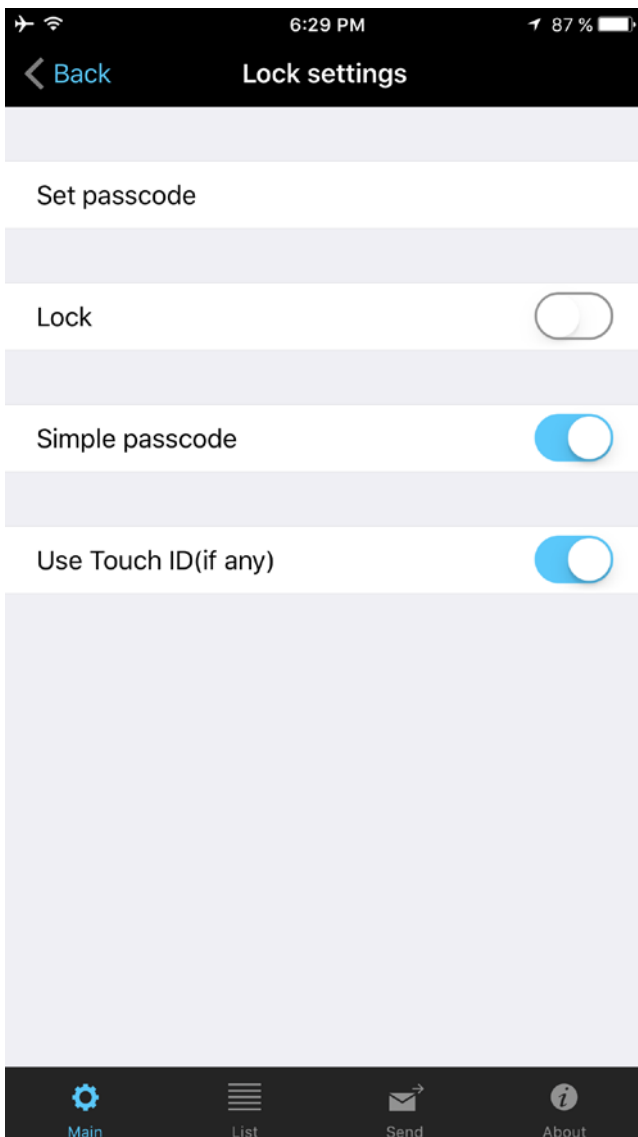 6:29 PM
87 %
Back
Lock settings
Set passcode
Lock
Simple passcode
Use Touch ID(if any)
Main
List
Send
About